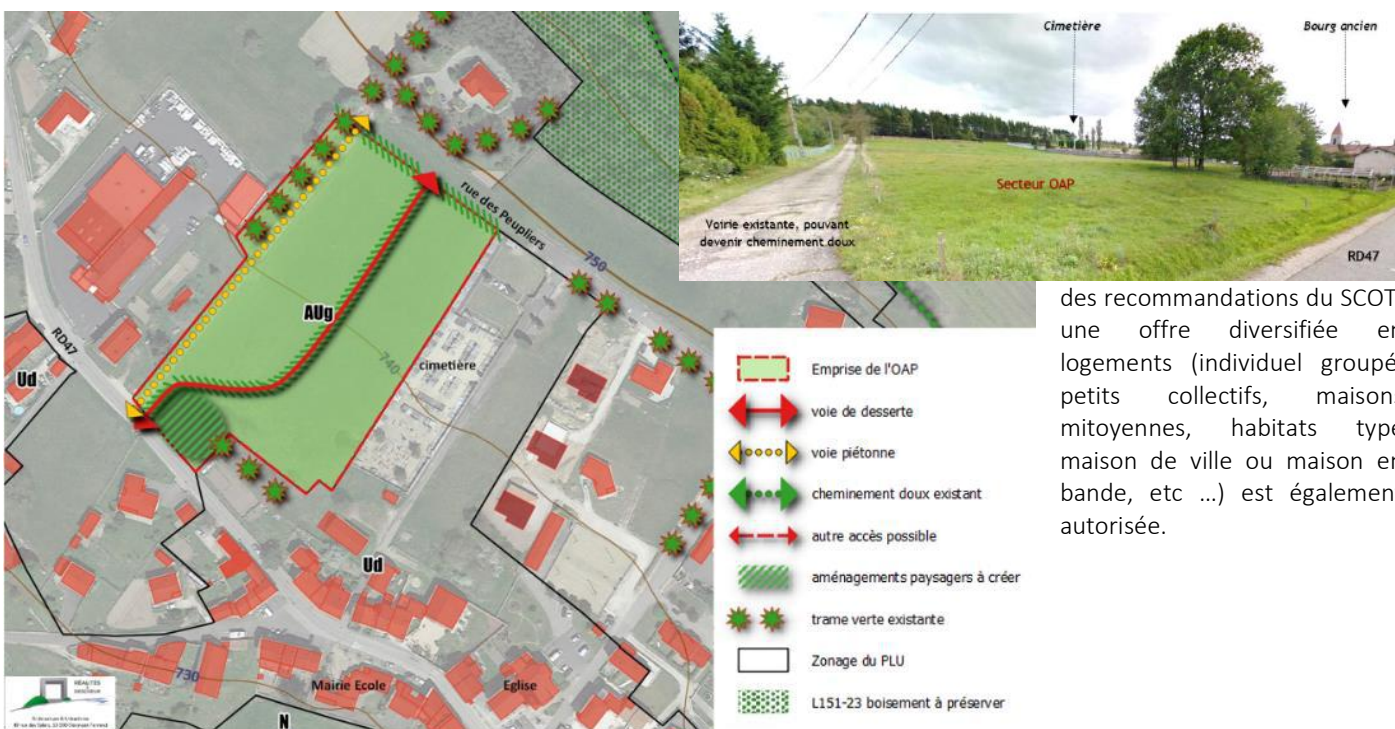 Cimetière
Bourg ancien
Secteur OAP
Voirie existante, pouvant
devenir cheminement doux
RD47
rue des Peupliers
750
AUg
RD47
Ud
740
cimetière
Ud
730
Mairie Ecole
Eglise
N
REALITES
&
DESCOEUR
Emprise de l'OAP
voie de desserte
voie piétonne
cheminement doux existant
autre accès possible
aménagements paysagers à créer
trame verte existante
Zonage du PLU
L151-23 boisement à préserver
des recommandations du SCOT
une offre diversifiée en
logements (individuel groupé
petits collectifs, maison
mitoyennes, habitats type
maison de ville ou maison en
bande, etc …) est également
autorisée.